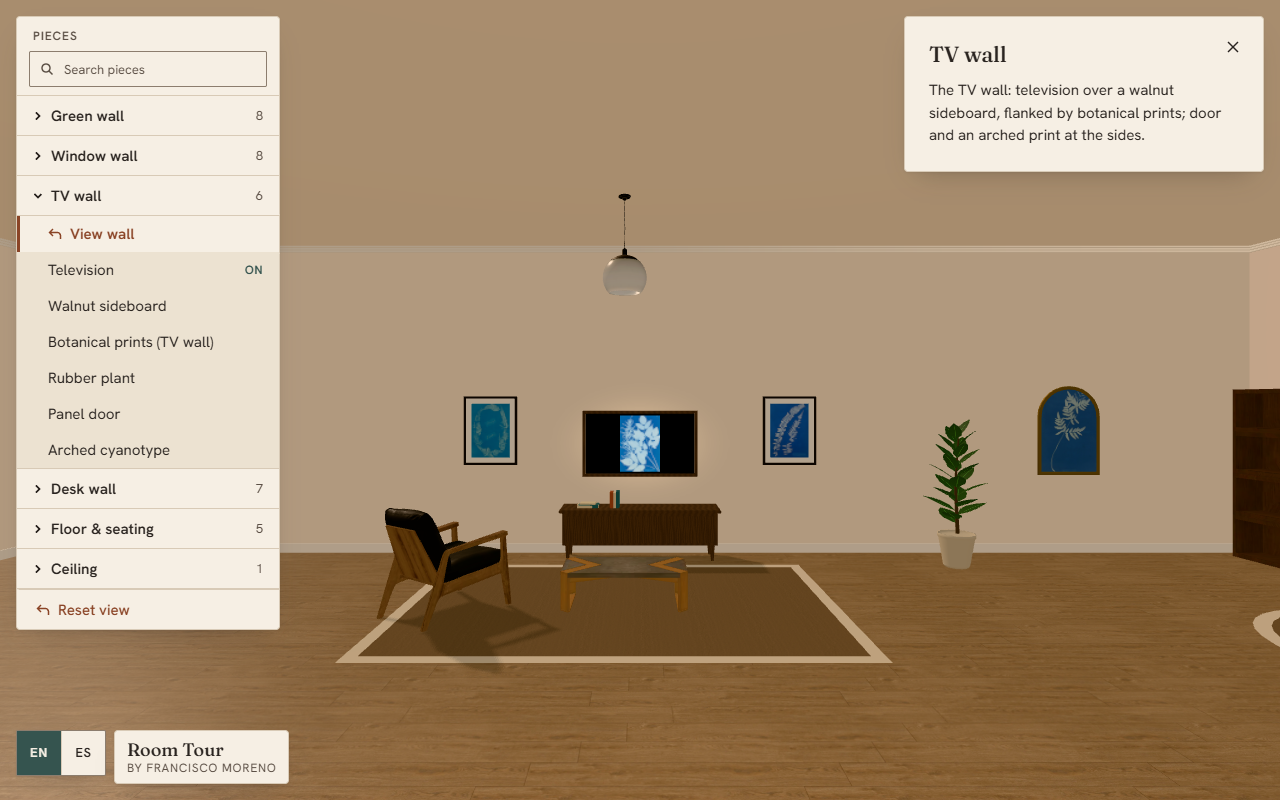 PIECES
Search pieces
Green wall 8
Window wall 8
TV wall 6
View wall
Television ON
Walnut sideboard
Botanical prints (TV wall)
Rubber plant
Panel door
Arched cyanotype
Desk wall 7
Floor & seating 5
Ceiling 1
Reset view
TV wall
The TV wall: television over a walnut
sideboard, flanked by botanical prints; door
and an arched print at the sides.
EN ES
Room Tour
BY FRANCISCO MORENO